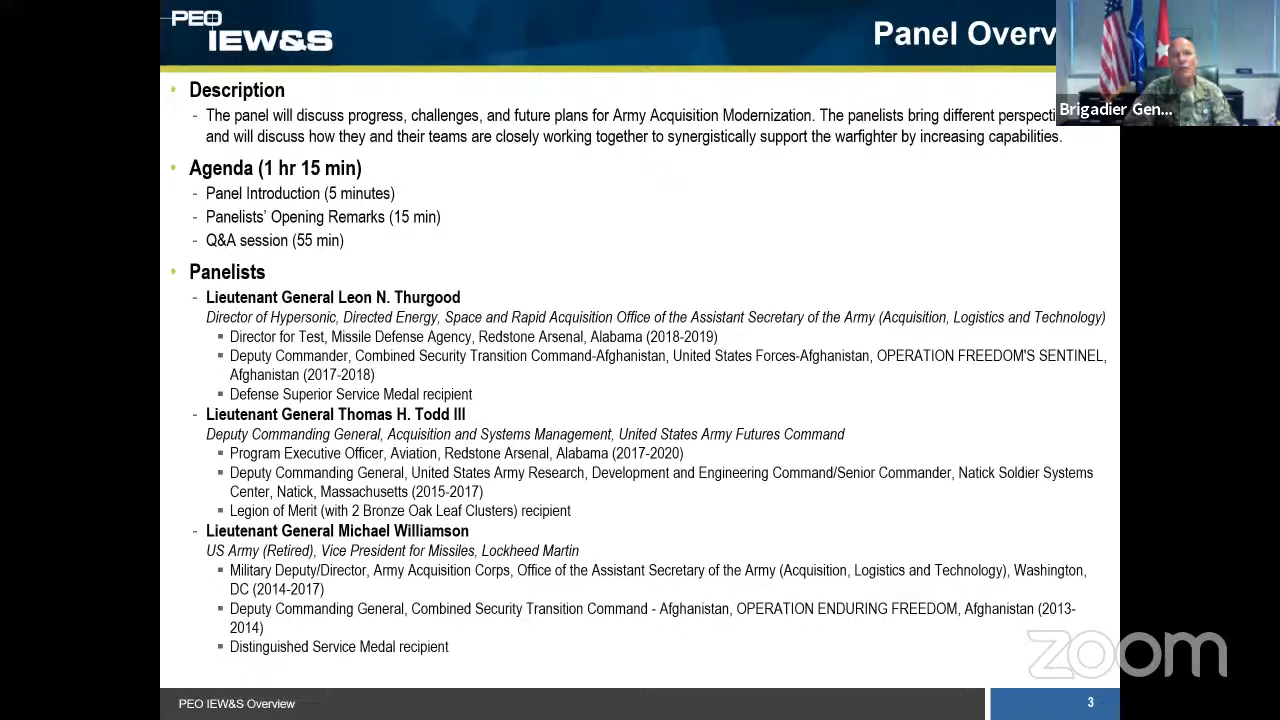 PEO
IEW&S
Panel Overv
Brigadier Gen...
• Description
- The panel will discuss progress, challenges, and future plans for Army Acquisition Modernization. The panelists bring different perspecti
and will discuss how they and their teams are closely working together to synergistically support the warfighter by increasing capabilities.
• Agenda (1 hr 15 min)
- Panel Introduction (5 minutes)
- Panelists' Opening Remarks (15 min)
- Q&A session (55 min)
• Panelists
- Lieutenant General Leon N. Thurgood
Director of Hypersonic, Directed Energy, Space and Rapid Acquisition Office of the Assistant Secretary of the Army (Acquisition, Logistics and Technology)
▪ Director for Test, Missile Defense Agency, Redstone Arsenal, Alabama (2018-2019)
▪ Deputy Commander, Combined Security Transition Command-Afghanistan, United States Forces-Afghanistan, OPERATION FREEDOM'S SENTINEL,
Afghanistan (2017-2018)
▪ Defense Superior Service Medal recipient
- Lieutenant General Thomas H. Todd III
Deputy Commanding General, Acquisition and Systems Management, United States Army Futures Command
▪ Program Executive Officer, Aviation, Redstone Arsenal, Alabama (2017-2020)
▪ Deputy Commanding General, United States Army Research, Development and Engineering Command/Senior Commander, Natick Soldier Systems
Center, Natick, Massachusetts (2015-2017)
▪ Legion of Merit (with 2 Bronze Oak Leaf Clusters) recipient
- Lieutenant General Michael Williamson
US Army (Retired), Vice President for Missiles, Lockheed Martin
▪ Military Deputy/Director, Army Acquisition Corps, Office of the Assistant Secretary of the Army (Acquisition, Logistics and Technology), Washington,
DC (2014-2017)
▪ Deputy Commanding General, Combined Security Transition Command - Afghanistan, OPERATION ENDURING FREEDOM, Afghanistan (2013-
2014)
▪ Distinguished Service Medal recipient
zoom
PEO IEW&S Overview
3